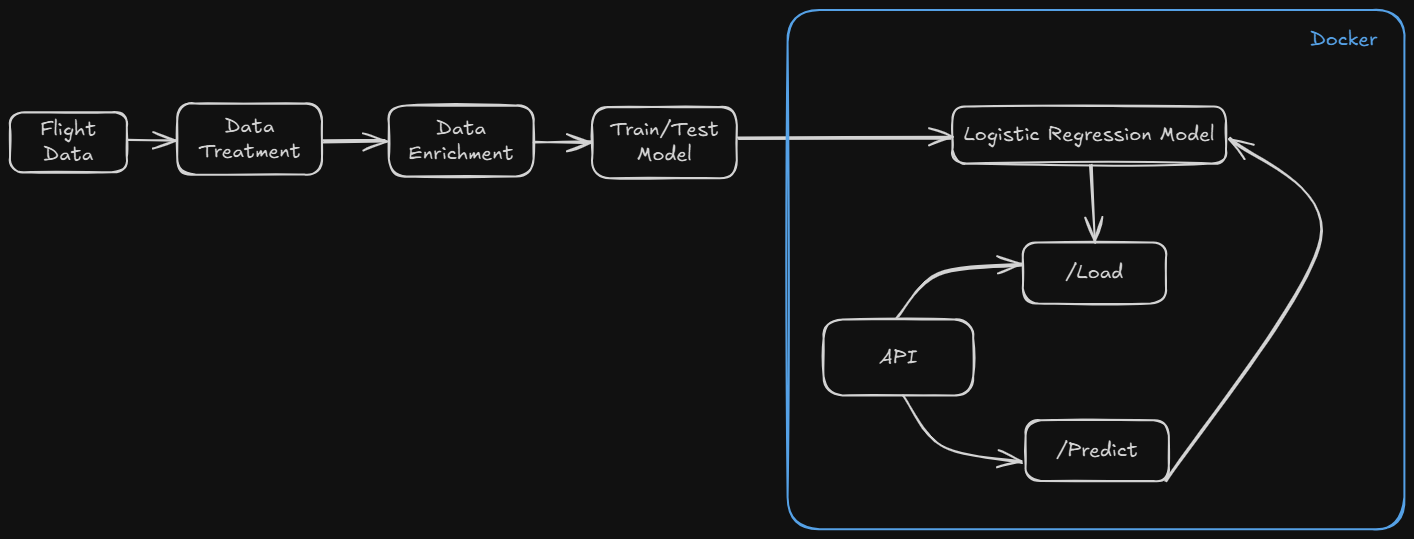 Docker
Flight
Data
Data
Treatment
Data
Enrichment
Train/Test
Model
Logistic Regression Model
/Load
API
/Predict